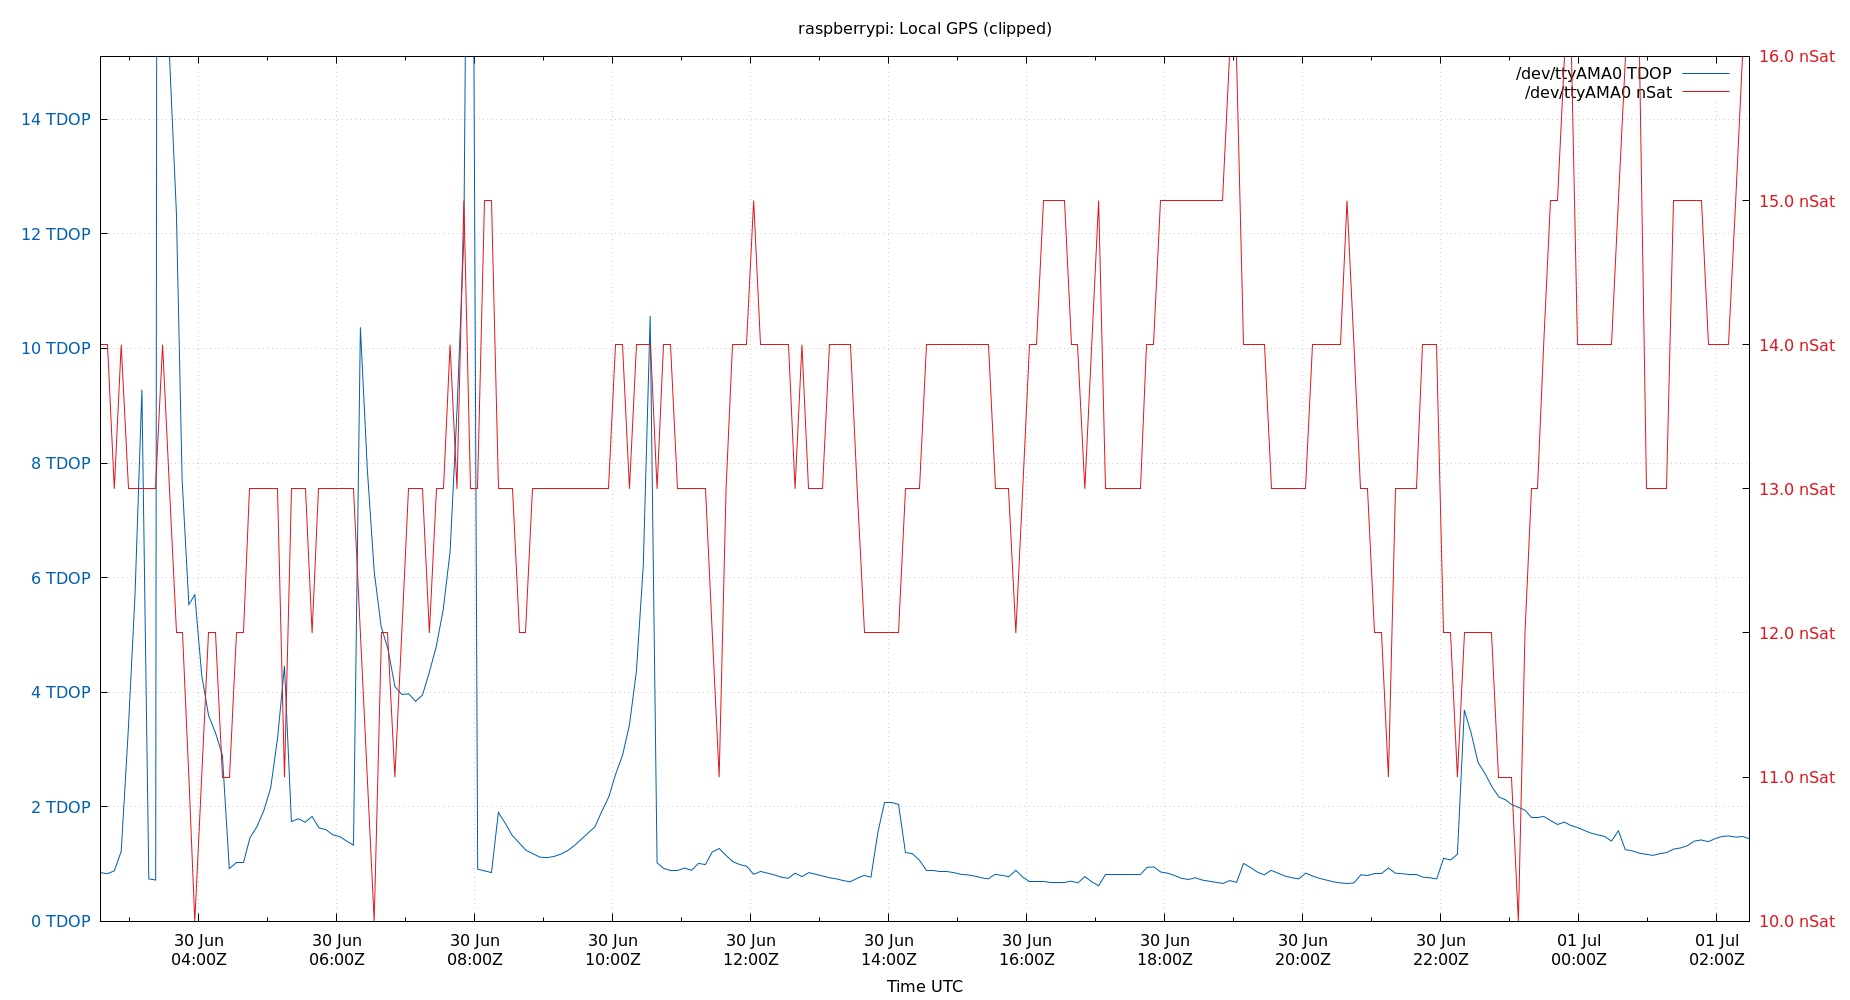 raspberrypi: Local GPS (clipped)
/dev/ttyAMA0 TDOP
/dev/ttyAMA0 nSat
14 TDOP
12 TDOP
10 TDOP
8 TDOP
6 TDOP
4 TDOP
2 TDOP
0 TDOP
16.0 nSat
15.0 nSat
14.0 nSat
13.0 nSat
12.0 nSat
11.0 nSat
10.0 nSat
30 Jun
04:00Z
30 Jun
06:00Z
30 Jun
08:00Z
30 Jun
10:00Z
30 Jun
12:00Z
30 Jun
14:00Z
30 Jun
16:00Z
30 Jun
18:00Z
30 Jun
20:00Z
30 Jun
22:00Z
01 Jul
00:00Z
01 Jul
02:00Z
Time UTC